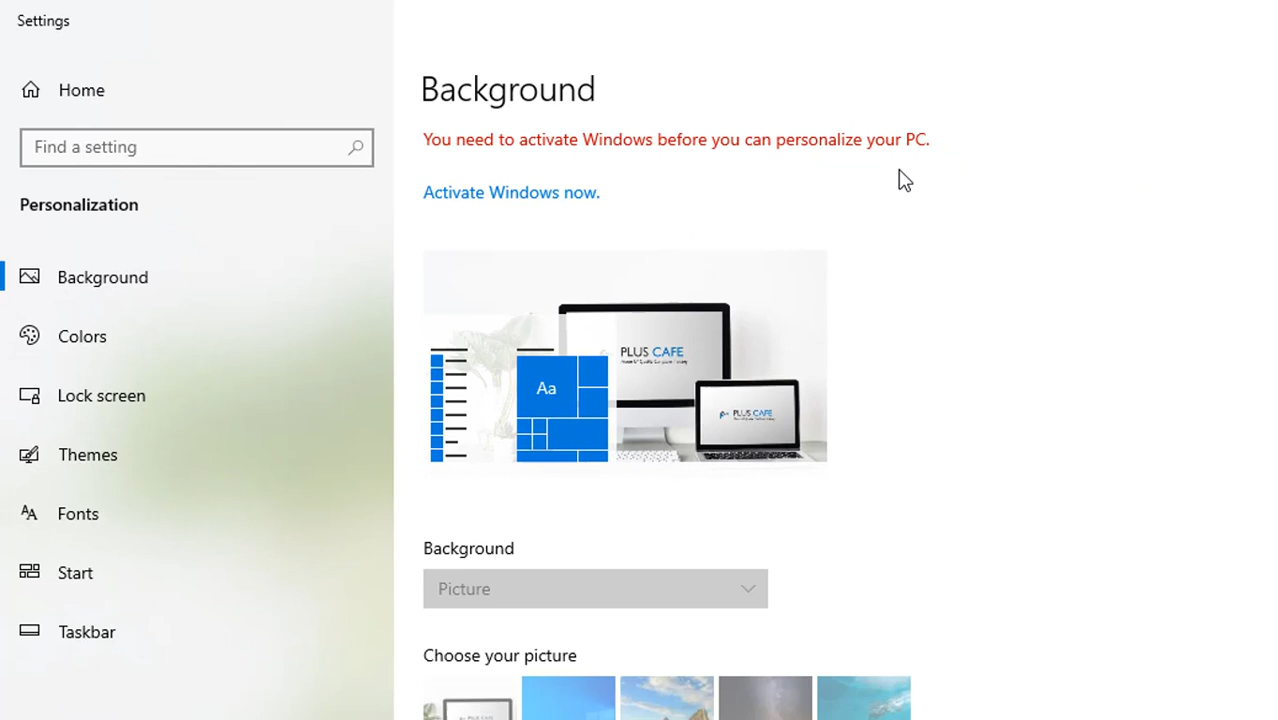 Settings
Home
Find a setting
Personalization
Background
Colors
Lock screen
Themes
Fonts
Start
Taskbar
Background
You need to activate Windows before you can personalize your PC.
Activate Windows now.
Aa
PLUS CAFE
PLUS CAFE
Background
Picture
Choose your picture